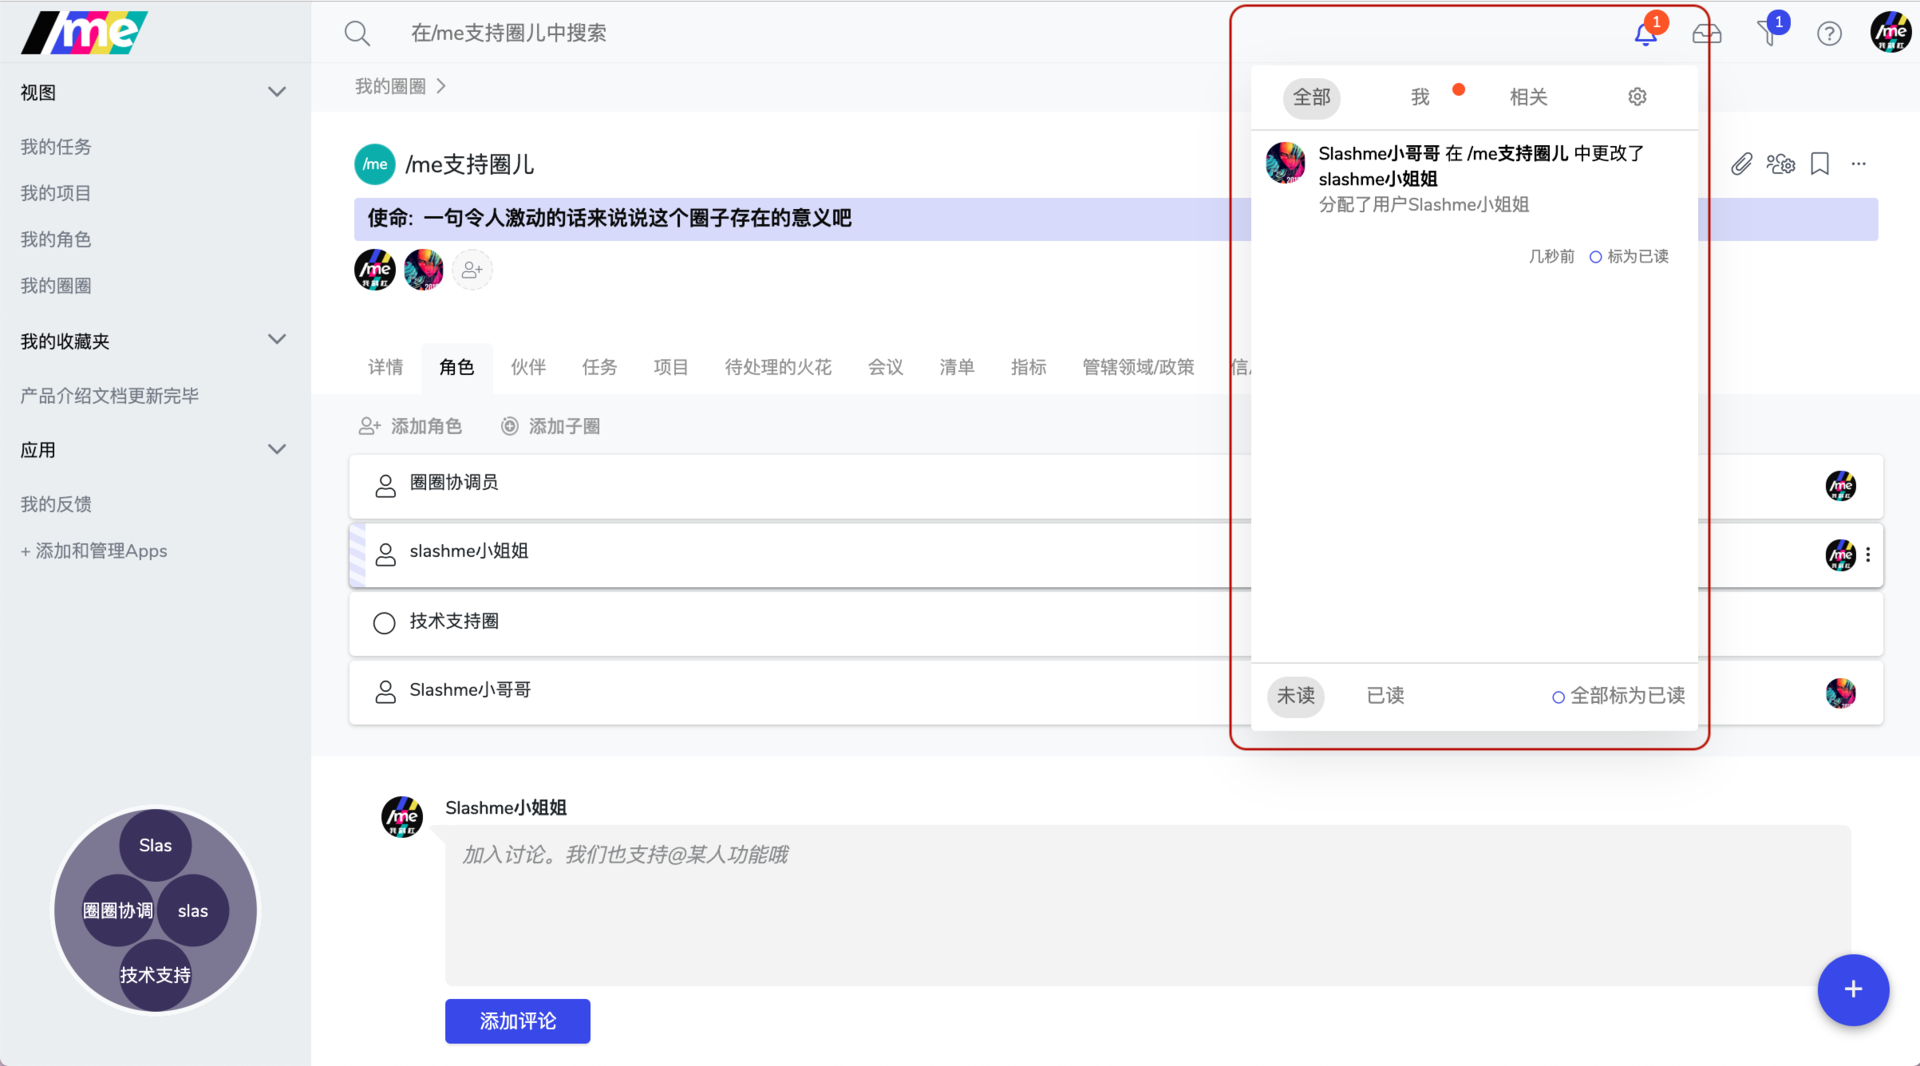 /me
在/me支持圈儿中搜索
1
1
?
/me
视图
我的任务
我的项目
我的角色
我的圈圈
我的收藏夹
产品介绍文档更新完毕
应用
我的反馈
+ 添加和管理Apps
Slas
圈圈协调
slas
技术支持
我的圈圈
/me
/me支持圈儿
使命: 一句令人激动的话来说说这个圈子存在的意义吧
/me
详情
角色
伙伴
任务
项目
待处理的火花
会议
清单
指标
管辖领域/政策
添加角色
添加子圈
圈圈协调员
/me
slashme小姐姐
/me
技术支持圈
Slashme小哥哥
全部
我
相关
Slashme小哥哥 在 /me支持圈儿 中更改了
slashme小姐姐
分配了用户Slashme小姐姐
几秒前
标为已读
未读
已读
全部标为已读
/me
Slashme小姐姐
加入讨论。我们也支持@某人功能哦
添加评论
+